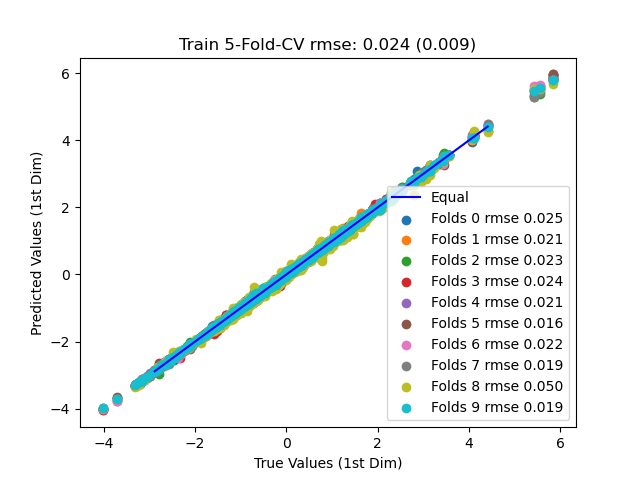 Train 5-Fold-CV rmse: 0.024 (0.009)
6
4
2
0
−2
−4
Predicted Values (1st Dim)
Equal
Folds 0 rmse 0.025
Folds 1 rmse 0.021
Folds 2 rmse 0.023
Folds 3 rmse 0.024
Folds 4 rmse 0.021
Folds 5 rmse 0.016
Folds 6 rmse 0.022
Folds 7 rmse 0.019
Folds 8 rmse 0.050
Folds 9 rmse 0.019
−4 −2 0 2 4 6
True Values (1st Dim)